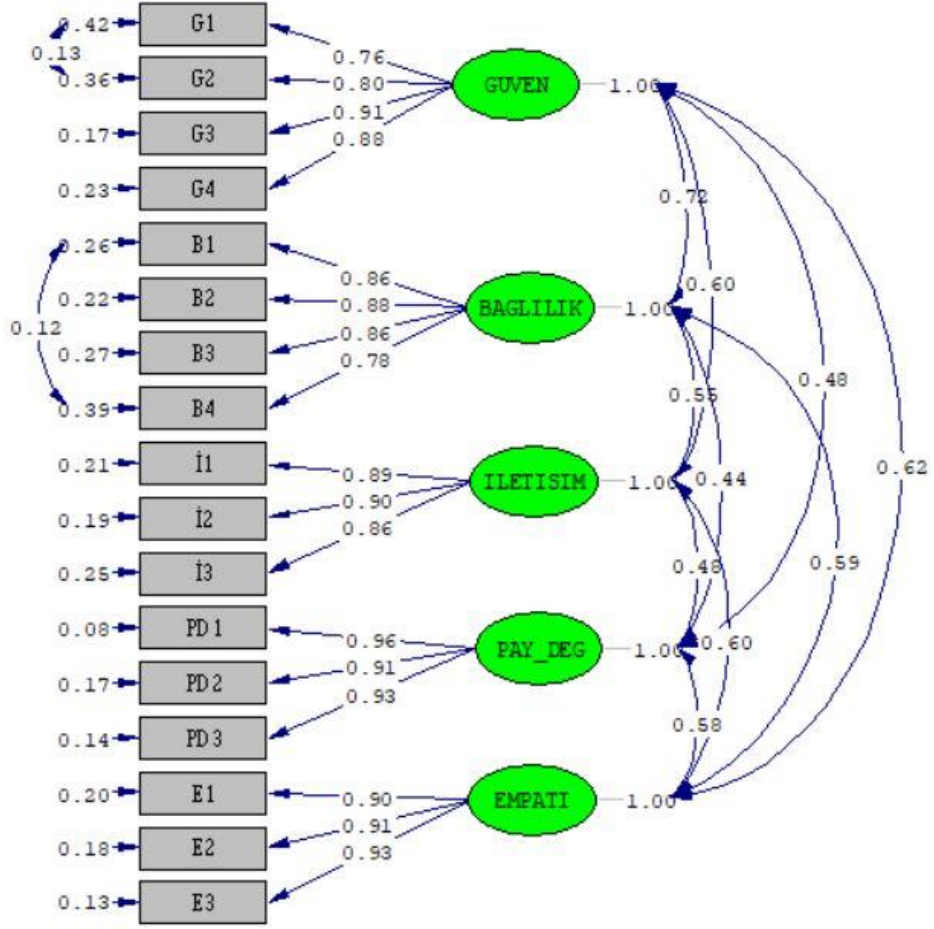 0.42 G1
0.13
0.76
GUVEN 1.00
0.36 G2
0.80
0.17 G3
0.91
0.88
0.23 G4
0.72
0.26 B1
0.86
0.60
0.22 B2
0.88
BAGLILIK 1.00
0.12
0.27 B3
0.86
0.78
0.48
0.39 B4
0.55
0.21 İ1
0.89
0.62
ILETISIM 1.00 0.44
0.19 İ2
0.90
0.86
0.59
0.25 İ3
0.48
0.08 PD1
0.96
0.60
PAY_DEG 1.00
0.17 PD2
0.91
0.93
0.14 PD3
0.58
0.20 E1
0.90
EMPATI 1.00
0.18 E2
0.91
0.93
0.13 E3